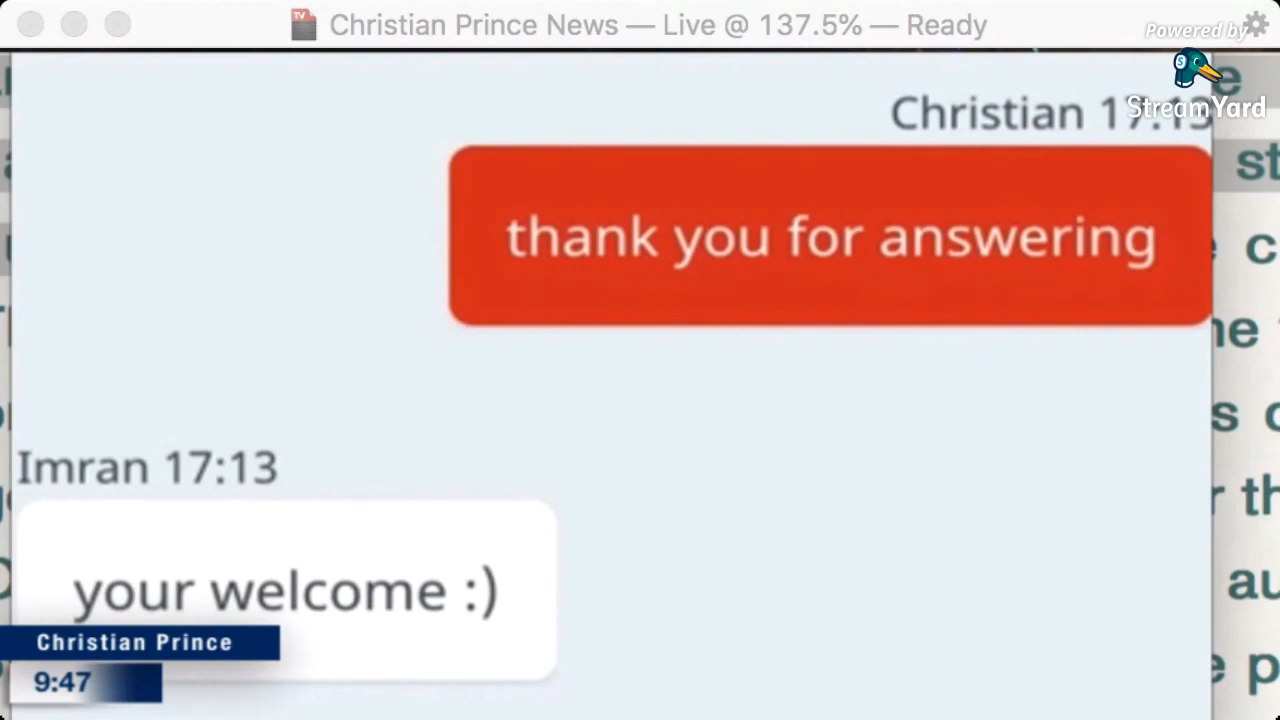 Christian Prince News — Live @ 137.5% — Ready
Powered by
StreamYard
Christian 17:13
thank you for answering
Imran 17:13
your welcome :)
Christian Prince
9:47